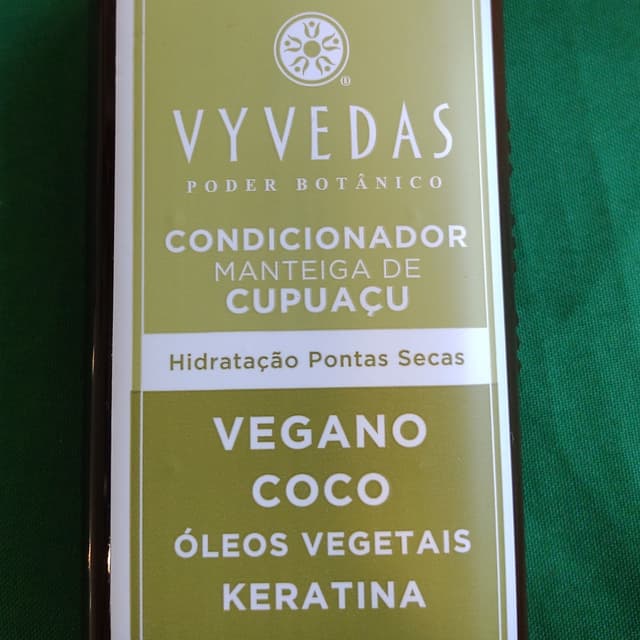 VYVEDAS
®
PODER BOTÂNICO
CONDICIONADOR
MANTEIGA DE
CUPUAÇU
Hidratação Pontas Secas
VEGANO
COCO
ÓLEOS VEGETAIS
KERATINA